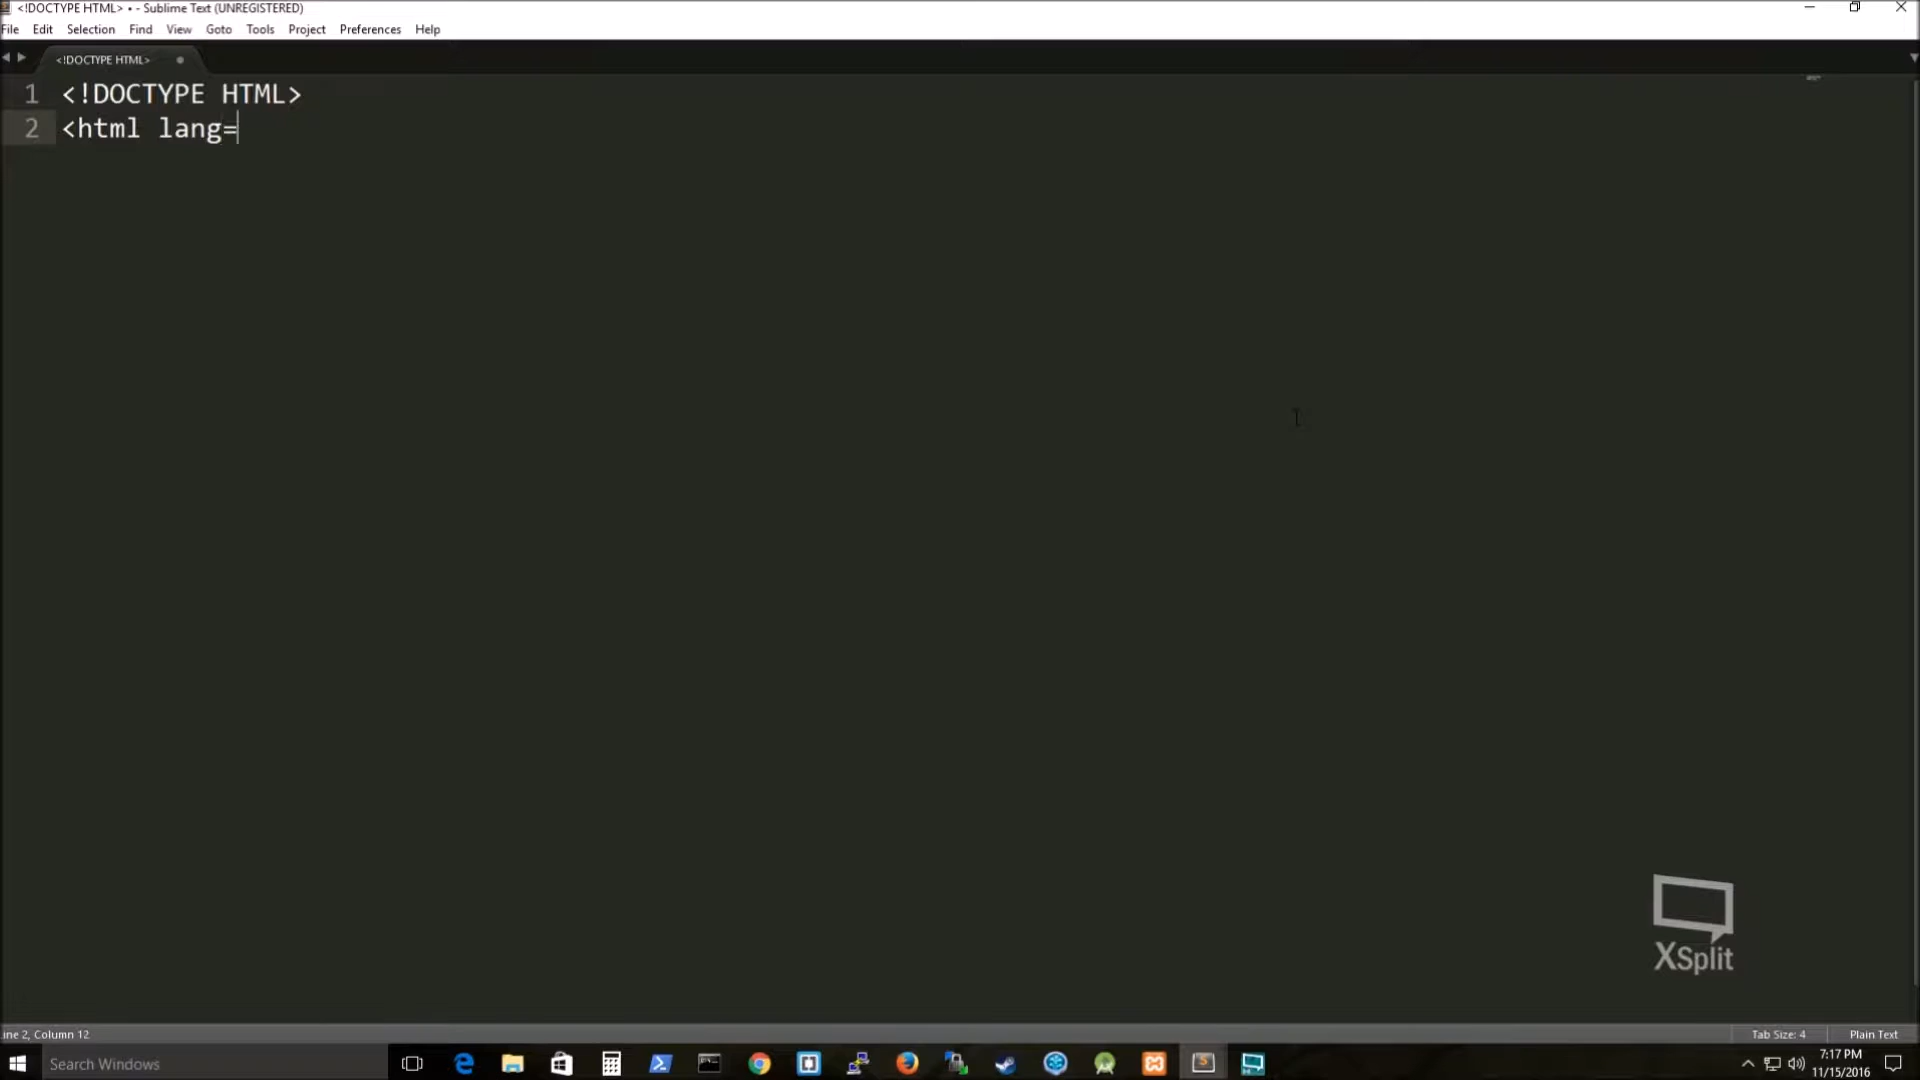 <!DOCTYPE HTML> • - Sublime Text (UNREGISTERED)
File Edit Selection Find View Goto Tools Project Preferences Help
<!DOCTYPE HTML>
1 <!DOCTYPE HTML>
2 <html lang=
XSplit
ine 2, Column 12
Tab Size: 4
Plain Text
Search Windows
7:17 PM
11/15/2016